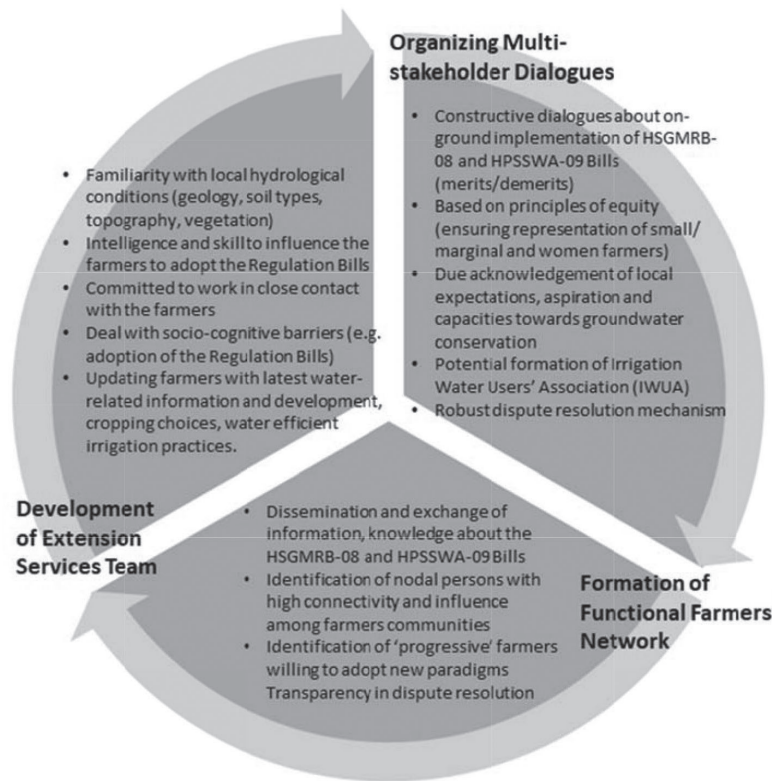 Organizing Multi-
stakeholder Dialogues
• Constructive dialogues about on-
ground implementation of HSGMRB-
08 and HPSSWA-09 Bills
(merits/demerits)
• Based on principles of equity
(ensuring representation of small/
marginal and women farmers)
• Due acknowledgement of local
expectations, aspiration and
capacities towards groundwater
conservation
• Potential formation of Irrigation
Water Users' Association (IWUA)
• Robust dispute resolution mechanism
Formation of
Functional Farmers
Network
• Dissemination and exchange of
information, knowledge about the
HSGMRB-08 and HPSSWA-09 Bills
• Identification of nodal persons with
high connectivity and influence
among farmers communities
• Identification of 'progressive' farmers
willing to adopt new paradigms
Transparency in dispute resolution
Development
of Extension
Services Team
• Familiarity with local hydrological
conditions (geology, soil types,
topography, vegetation)
• Intelligence and skill to influence the
farmers to adopt the Regulation Bills
• Committed to work in close contact
with the farmers
• Deal with socio-cognitive barriers (e.g.
adoption of the Regulation Bills)
• Updating farmers with latest water-
related information and development,
cropping choices, water efficient
irrigation practices.